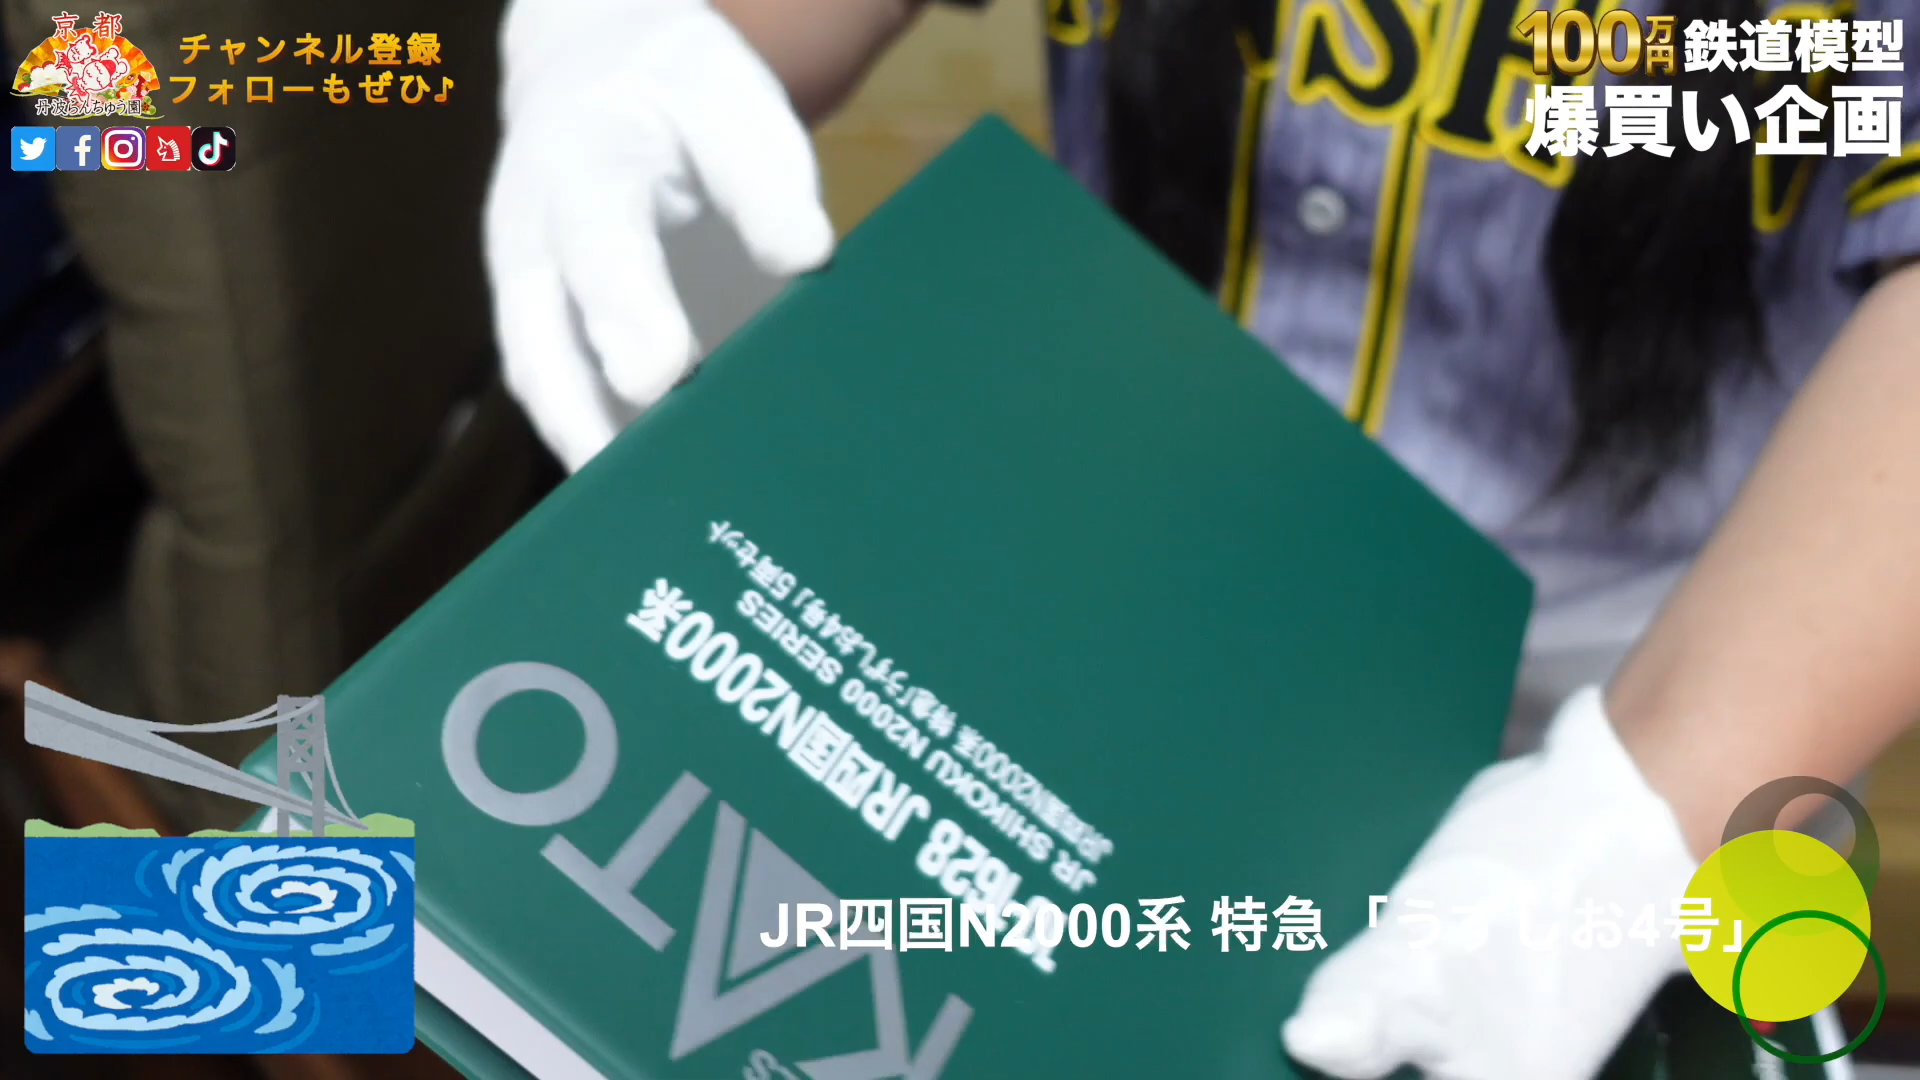 京都
丹波らんちゅう園
チャンネル登録
フォローもぜひ♪
100万円 鉄道模型
爆買い企画
SH
KATO
10-1628 JR四国N2000系
JR SHIKOKU N2000 SERIES
JR四国N2000系 特急「うずしお4号」5両セット
JR四国N2000系 特急「うずしお4号」